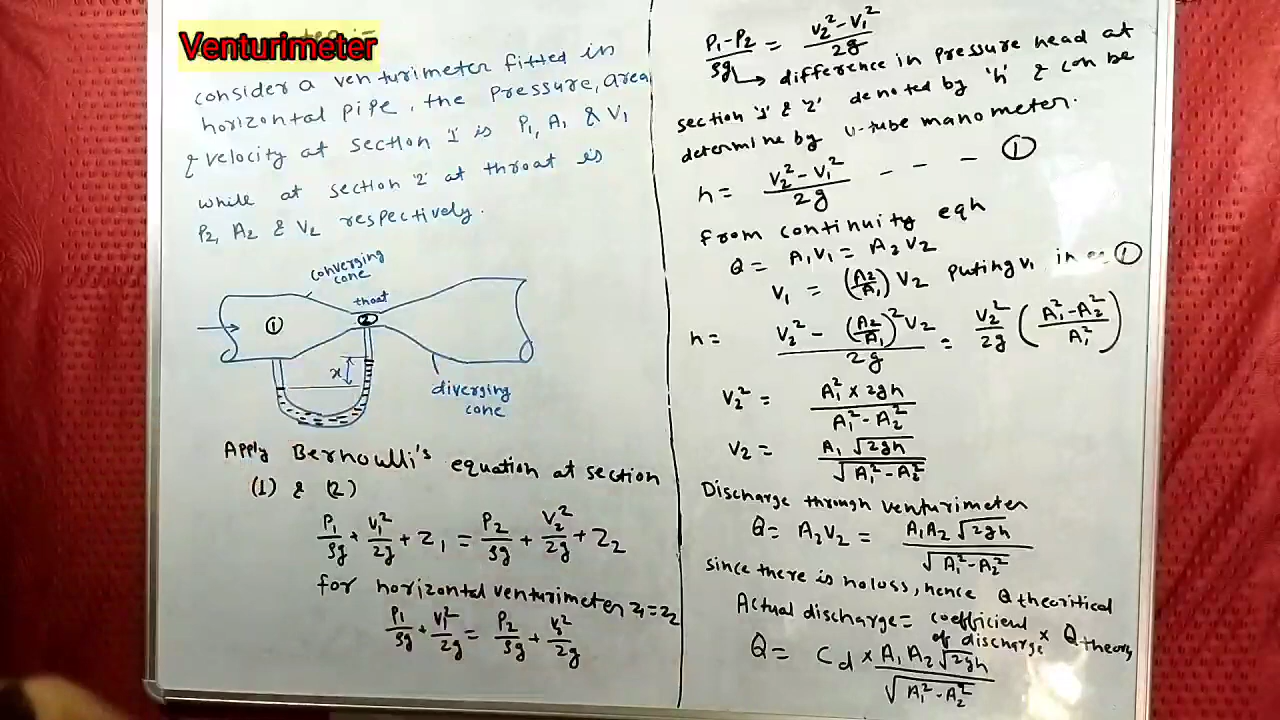 Venturimeter
consider a venturimeter fitted in
horizontal pipe, the pressure, area
& velocity at section '1' is P₁, A₁ & V₁
while at section '2' at throat is
P₂, A₂ & V₂ respectively.
converging
cone
thoat
①
②
x
diverging
cone
Apply Bernoulli's equation at section
(1) & (2)
P₁/ρg + V₁²/2g + Z₁ = P₂/ρg + V₂²/2g + Z₂
for horizontal venturimeter z₁=z₂
P₁/ρg + V₁²/2g = P₂/ρg + V₂²/2g
P₁-P₂/ρg = V₂²-V₁²/2g
→ difference in pressure head at
section '1' & '2' denoted by 'h' & can be
determine by U-tube manometer.
h = V₂²-V₁²/2g - - - ①
from continuity eqn
Q = A₁V₁ = A₂V₂
V₁ = (A₂/A₁) V₂ puting V₁ in ①
h = V₂² - (A₂/A₁)² V₂/2g = V₂²/2g (A₁²-A₂²/A₁²)
V₂² = A₁² × 2gh/A₁²-A₂²
V₂ = A₁ √2gh/√A₁²-A₂²
Discharge through venturimeter
Q = A₂V₂ = A₁A₂ √2gh/√A₁²-A₂²
since there is no loss, hence Q theoritical
Actual discharge = coefficient of discharge × Q theory
Q = Cd × A₁A₂ √2gh/√A₁²-A₂²